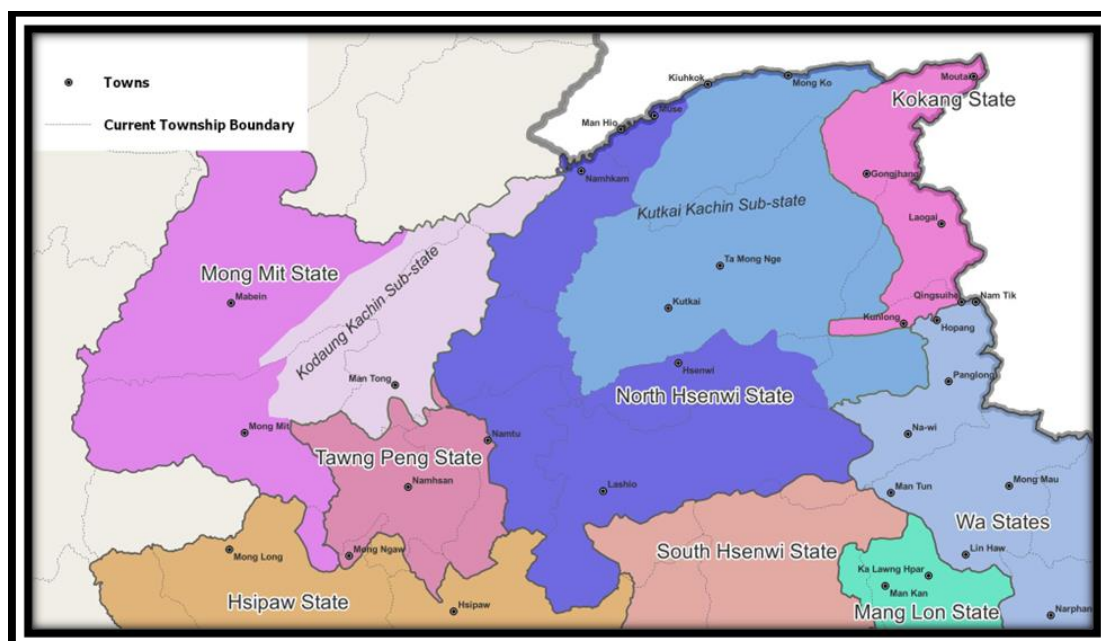 Towns
Current Township Boundary
Kiuhkok
Mong Ko
Moutai
Kokang State
Man Hio
Muse
Namhkam
Gongjhang
Kutkai Kachin Sub-state
Laogai
Mong Mit State
Mabein
Kodaung Kachin Sub-state
Ta Mong Nge
Kutkai
Qingsuihe
Nam Tik
Kunlong
Hopang
Hsenwi
Panglong
Man Tong
North Hsenwi State
Mong Mit
Namtu
Na-wi
Tawng Peng State
Namhsan
Lashio
Man Tun
Mong Mau
Wa States
Mong Long
Mong Ngaw
South Hsenwi State
Lin Haw
Ka Lawng Hpar
Man Kan
Hsipaw State
Hsipaw
Mang Lon State
Narphan